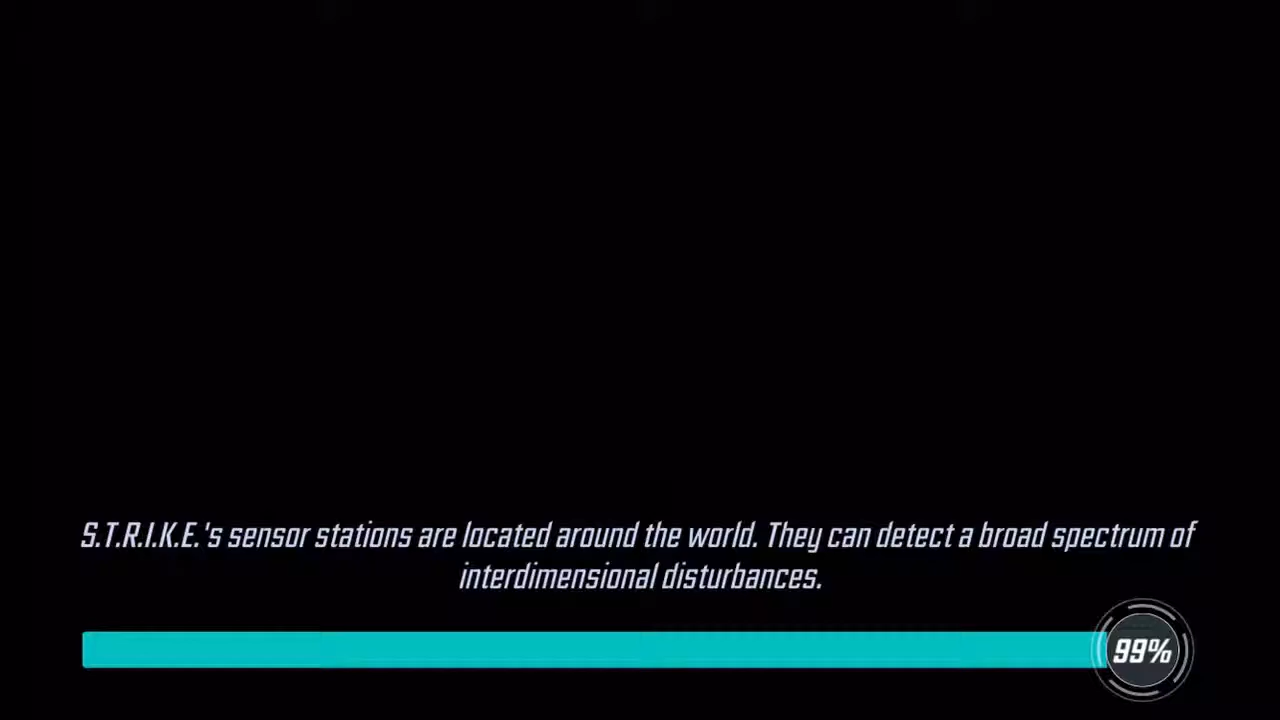 S.T.R.I.K.E.'s sensor stations are located around the world. They can detect a broad spectrum of
interdimensional disturbances.
99%